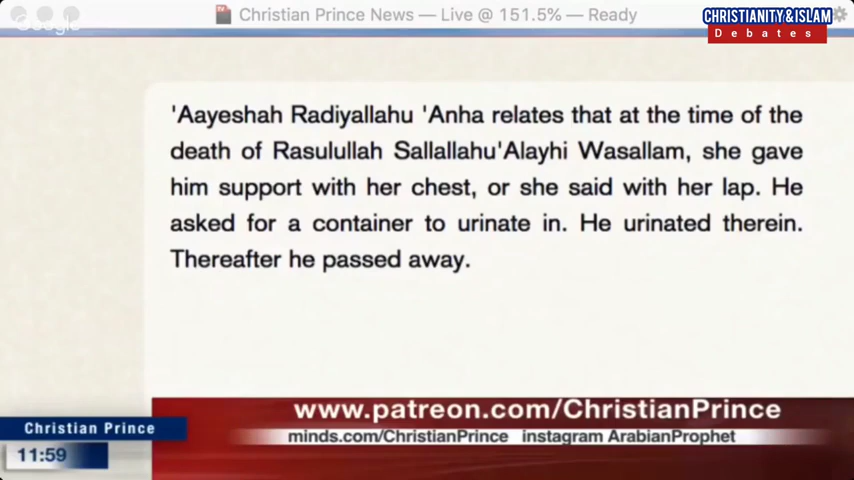 Christian Prince News — Live @ 151.5% — Ready
CHRISTIANITY & ISLAM
Debates
Google
'Aayeshah Radiyallahu 'Anha relates that at the time of the
death of Rasulullah Sallallahu'Alayhi Wasallam, she gave
him support with her chest, or she said with her lap. He
asked for a container to urinate in. He urinated therein.
Thereafter he passed away.
www.patreon.com/ChristianPrince
Christian Prince
minds.com/ChristianPrince instagram ArabianProphet
11:59